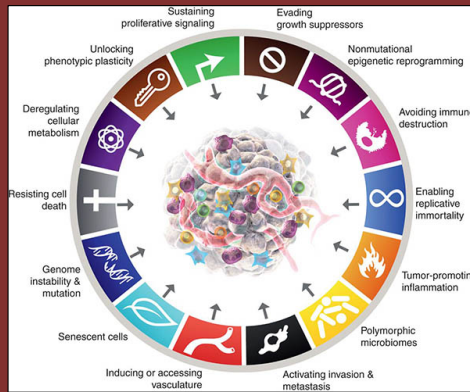 Sustaining
proliferative signaling
Evading
growth suppressors
Nonmutational
epigenetic reprogramming
Avoiding immune
destruction
Enabling
replicative
immortality
Tumor-promotin
inflammation
Polymorphic
microbiomes
Activating invasion &
metastasis
Inducing or accessing
vasculature
Senescent cells
Genome
instability &
mutation
Resisting cell
death
Deregulating
cellular
metabolism
Unlocking
phenotypic plasticity